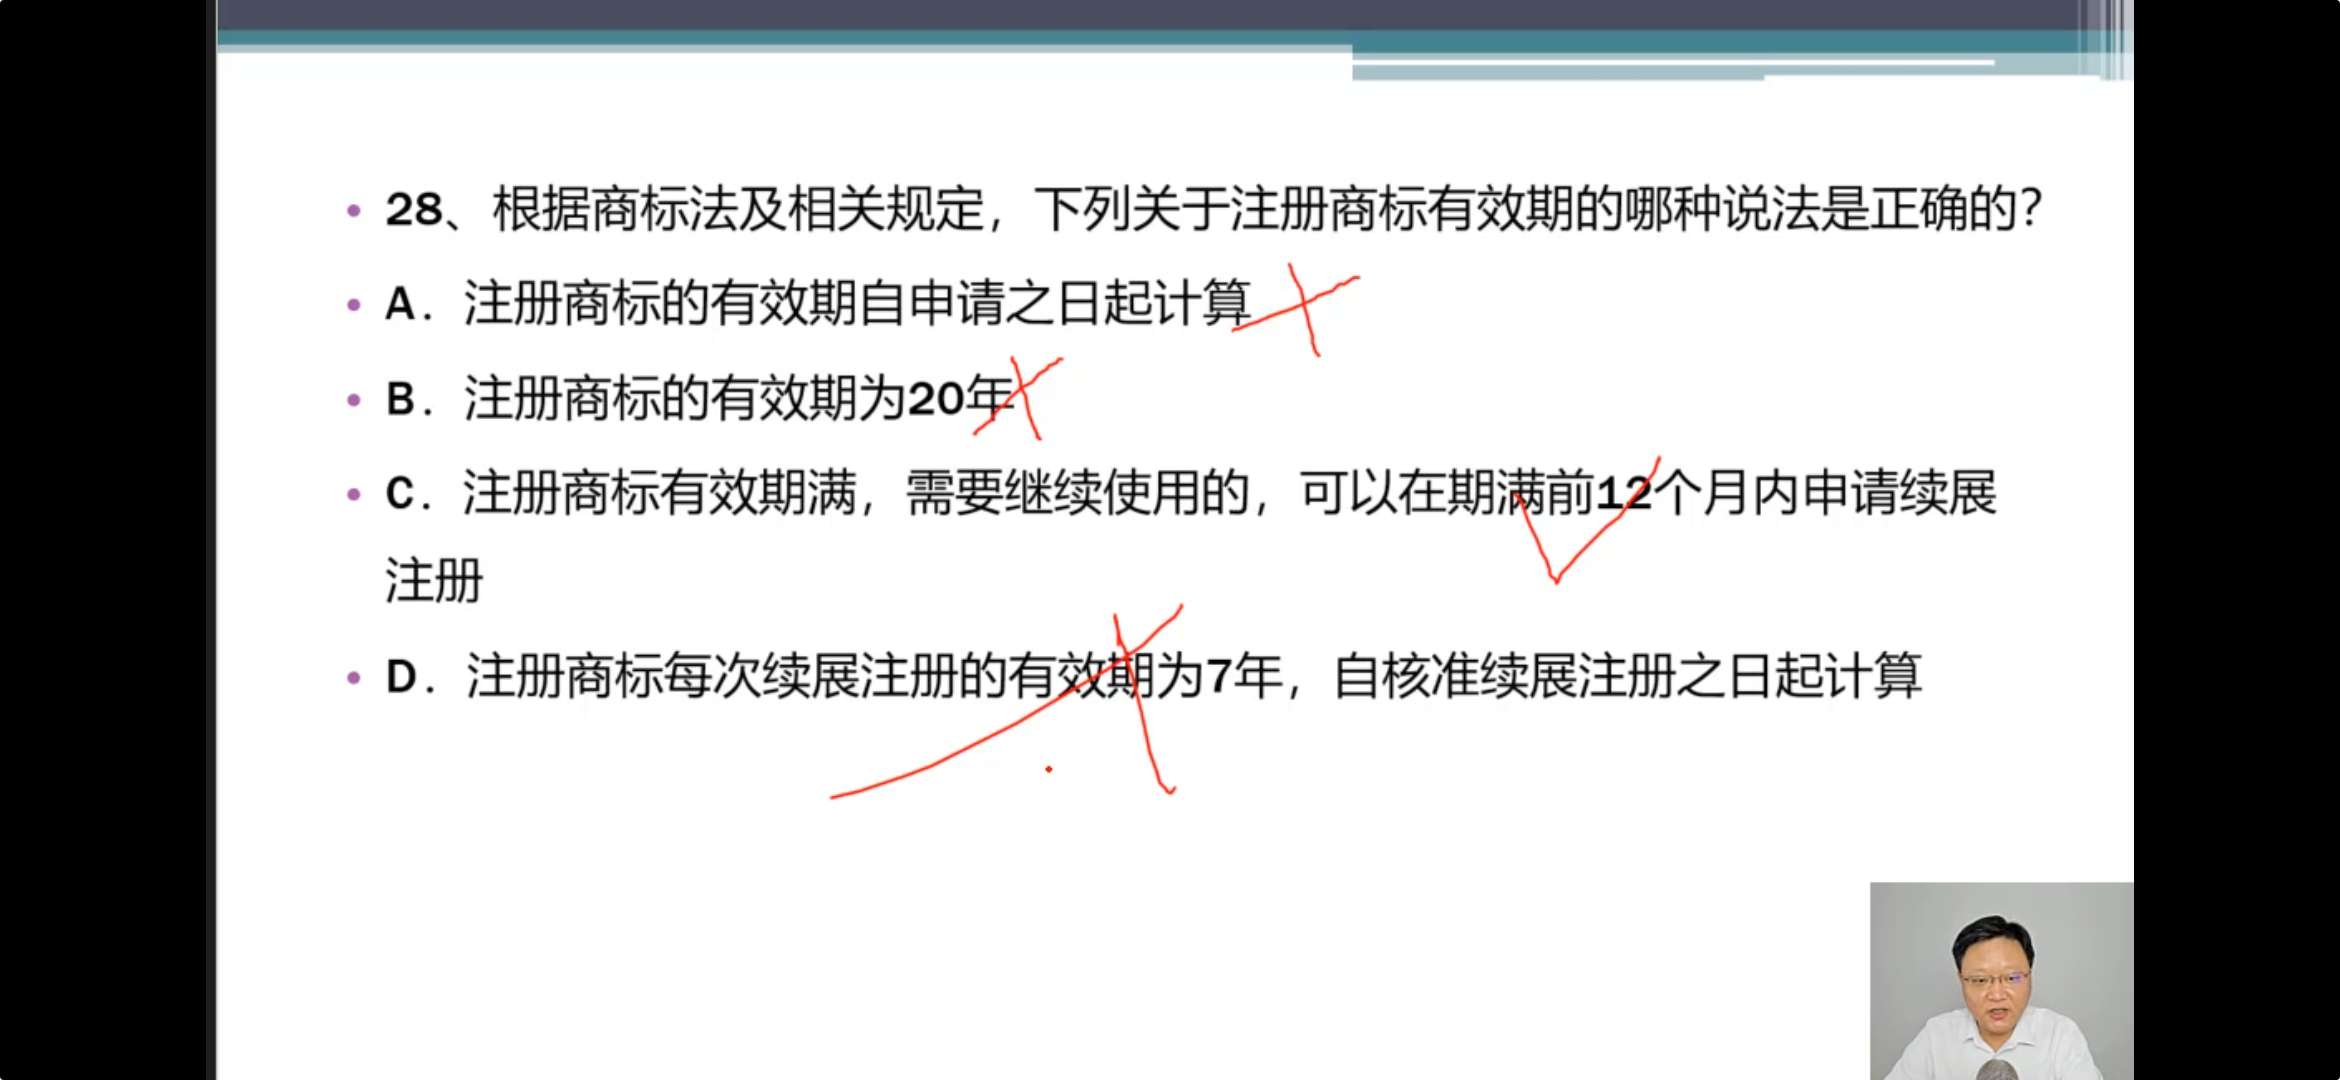 28、根据商标法及相关规定，下列关于注册商标有效期的哪种说法是正确的？
A．注册商标的有效期自申请之日起计算
B．注册商标的有效期为20年
C．注册商标有效期满，需要继续使用的，可以在期满前12个月内申请续展
注册
D．注册商标每次续展注册的有效期为7年，自核准续展注册之日起计算